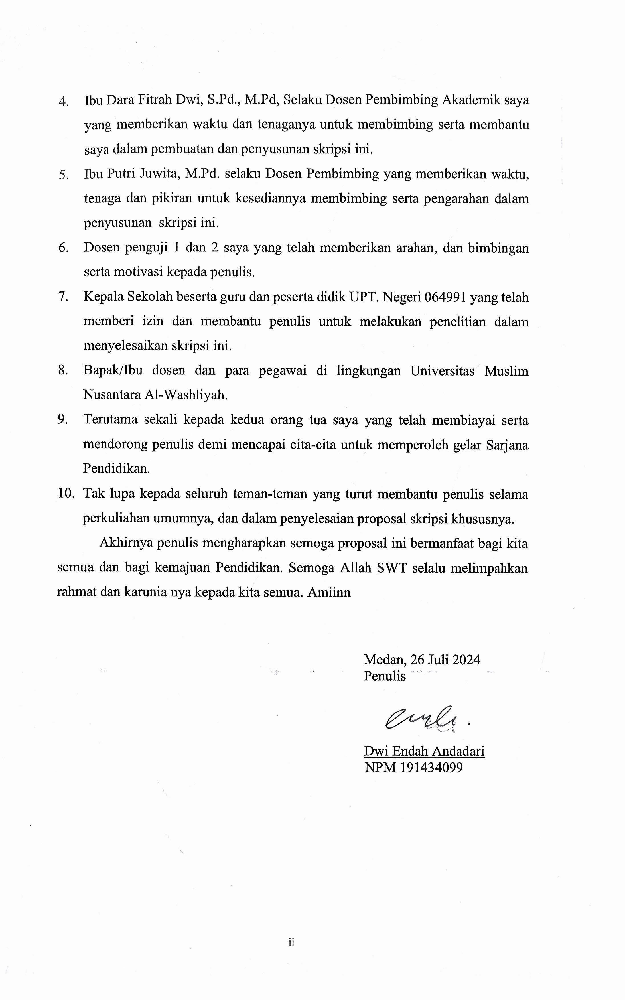 4. Ibu Dara Fitrah Dwi, S.Pd., M.Pd, Selaku Dosen Pembimbing Akademik saya
yang memberikan waktu dan tenaganya untuk membimbing serta membantu
saya dalam pembuatan dan penyusunan skripsi ini.
5. Ibu Putri Juwita, M.Pd. selaku Dosen Pembimbing yang memberikan waktu,
tenaga dan pikiran untuk kesediannya membimbing serta pengarahan dalam
penyusunan skripsi ini.
6. Dosen penguji 1 dan 2 saya yang telah memberikan arahan, dan bimbingan
serta motivasi kepada penulis.
7. Kepala Sekolah beserta guru dan peserta didik UPT. Negeri 064991 yang telah
memberi izin dan membantu penulis untuk melakukan penelitian dalam
menyelesaikan skripsi ini.
8. Bapak/Ibu dosen dan para pegawai di lingkungan Universitas Muslim
Nusantara Al-Washliyah.
9. Terutama sekali kepada kedua orang tua saya yang telah membiayai serta
mendorong penulis demi mencapai cita-cita untuk memperoleh gelar Sarjana
Pendidikan.
10. Tak lupa kepada seluruh teman-teman yang turut membantu penulis selama
perkuliahan umumnya, dan dalam penyelesaian proposal skripsi khususnya.
Akhirnya penulis mengharapkan semoga proposal ini bermanfaat bagi kita
semua dan bagi kemajuan Pendidikan. Semoga Allah SWT selalu melimpahkan
rahmat dan karunia nya kepada kita semua. Amiinn
Medan, 26 Juli 2024
Penulis
Dwi Endah Andadari
NPM 191434099
ii